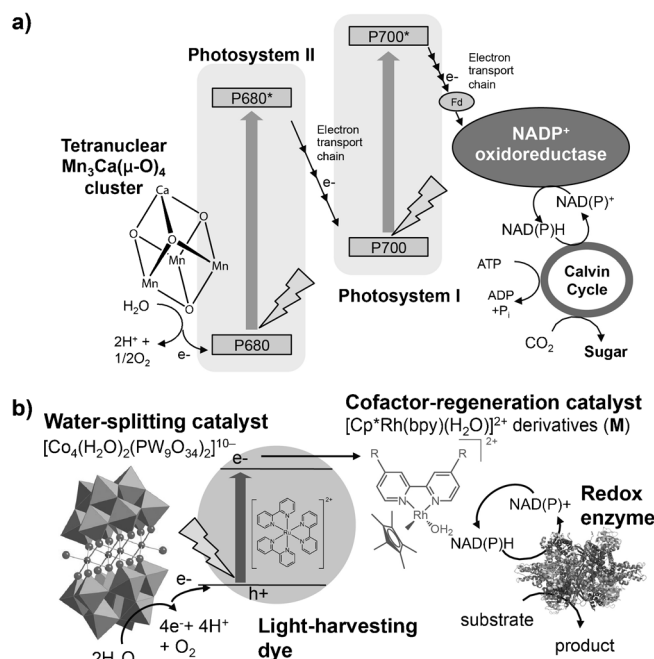 a)
Photosystem II
P680*
P680
Electron
transport
chain
e-
Tetranuclear
Mn₃Ca(μ-O)₄
cluster
Ca
O
O
O
Mn
Mn
Mn
O
H₂O
2H⁺ +
1/2O₂
e-
P700*
P700
Photosystem I
Electron
transport
chain
e-
Fd
NADP⁺
oxidoreductase
NAD(P)⁺
NAD(P)H
ATP
ADP
+Pᵢ
Calvin
Cycle
CO₂
Sugar
b)
Water-splitting catalyst
[Co₄(H₂O)₂(PW₉O₃₄)₂]¹⁰⁻
e-
h+
e-
4e⁻+ 4H⁺
+ O₂
2H₂O
2+
N
N
N
N
N
N
Ru
Light-harvesting
dye
Cofactor-regeneration catalyst
[Cp*Rh(bpy)(H₂O)]²⁺ derivatives (M)
2+
R
R
N
N
Rh
OH₂
NAD(P)+
NAD(P)H
Redox
enzyme
substrate
product